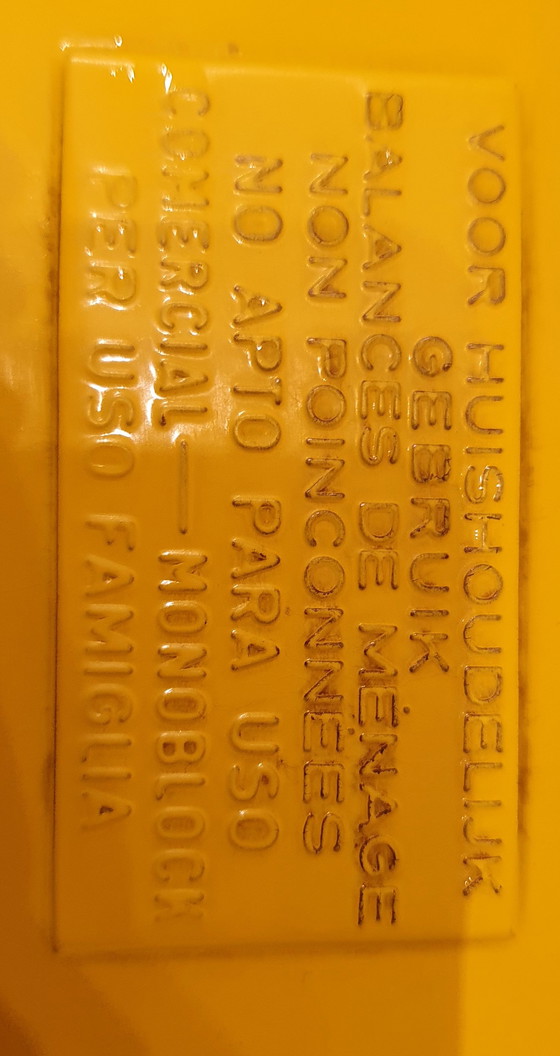 VOOR HUISHOUDELIJK
GEBRUIK
BALANCES DE MÉNAGE
NON POINCONNÉES
NO APTO PARA USO
COMERCIAL — MONOBLOCK
PER USO FAMIGLIA